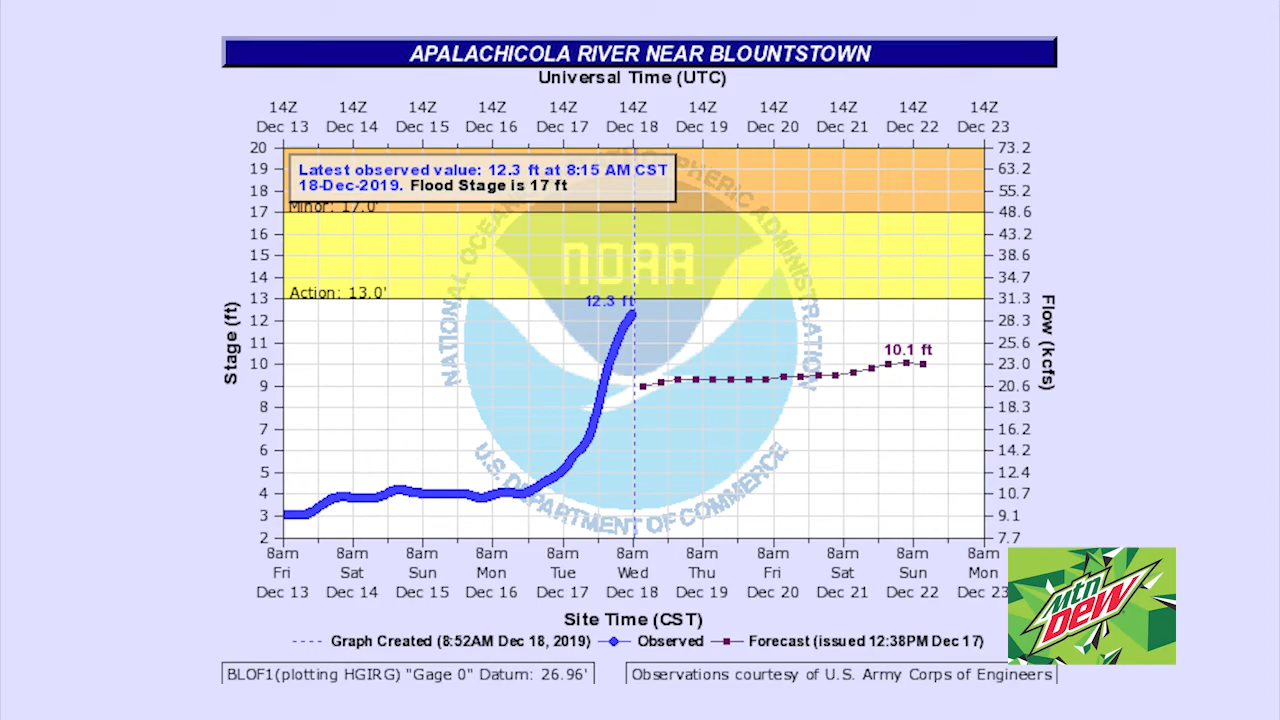 APALACHICOLA RIVER NEAR BLOUNTSTOWN
Universal Time (UTC)
14Z 14Z 14Z 14Z 14Z 14Z 14Z 14Z 14Z 14Z 14Z
Dec 13 Dec 14 Dec 15 Dec 16 Dec 17 Dec 18 Dec 19 Dec 20 Dec 21 Dec 22 Dec 23
20 73.2
19 63.2
18 55.2
17 48.6
16 43.2
15 38.6
14 34.7
13 31.3
12 28.3
11 25.6
10 23.0
9 20.6
8 18.3
7 16.2
6 14.2
5 12.4
4 10.7
3 9.1
2 7.7
Latest observed value: 12.3 ft at 8:15 AM CST
18-Dec-2019. Flood Stage is 17 ft
Minor: 17.0'
Action: 13.0'
12.3 ft
10.1 ft
Stage (ft)
Flow (kcfs)
NATIONAL OCEANIC AND ATMOSPHERIC ADMINISTRATION
NOAA
U.S. DEPARTMENT OF COMMERCE
8am 8am 8am 8am 8am 8am 8am 8am 8am 8am 8am
Fri Sat Sun Mon Tue Wed Thu Fri Sat Sun Mon
Dec 13 Dec 14 Dec 15 Dec 16 Dec 17 Dec 18 Dec 19 Dec 20 Dec 21 Dec 22 Dec 23
Site Time (CST)
Graph Created (8:52AM Dec 18, 2019) Observed Forecast (issued 12:38PM Dec 17)
BLOF1(plotting HGIRG) "Gage 0" Datum: 26.96'
Observations courtesy of U.S. Army Corps of Engineers
mtn
DEW